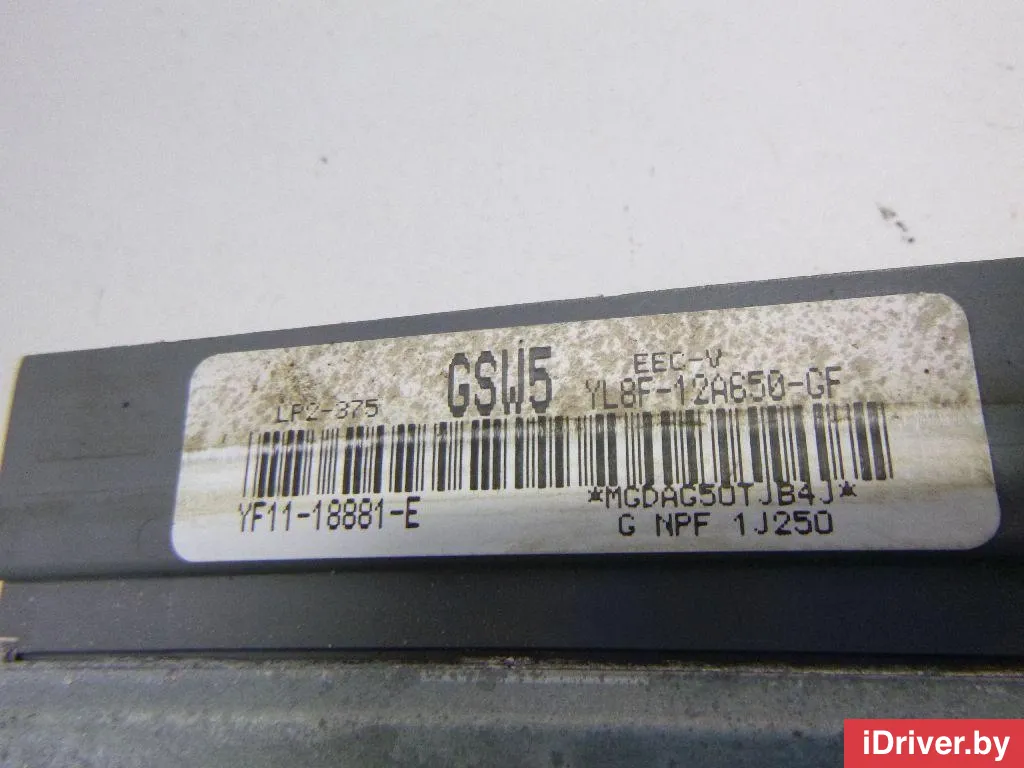 EEC-V
GSW5
YL8F-12A650-GF
LP2-375
YF11-18881-E
*MGDAG50TJB4J*
G NPF 1J250
iDriver.by